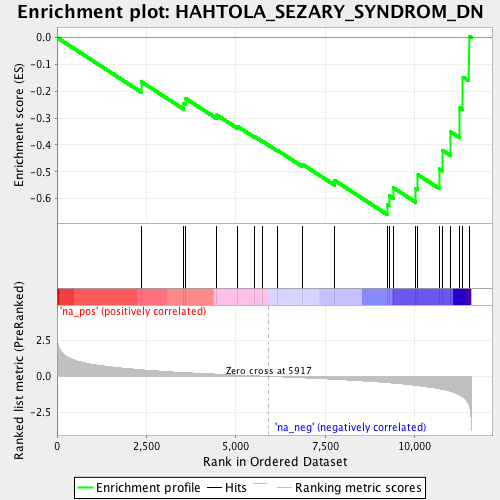 Enrichment plot: HAHTOLA_SEZARY_SYNDROM_DN
Enrichment score (ES)
0.0
-0.1
-0.2
-0.3
-0.4
-0.5
-0.6
'na_pos' (positively correlated)
Ranked list metric (PreRanked)
2.5
0.0
-2.5
Zero cross at 5917
'na_neg' (negatively correlated)
0 2,500 5,000 7,500 10,000
Rank in Ordered Dataset
Enrichment profile Hits Ranking metric scores